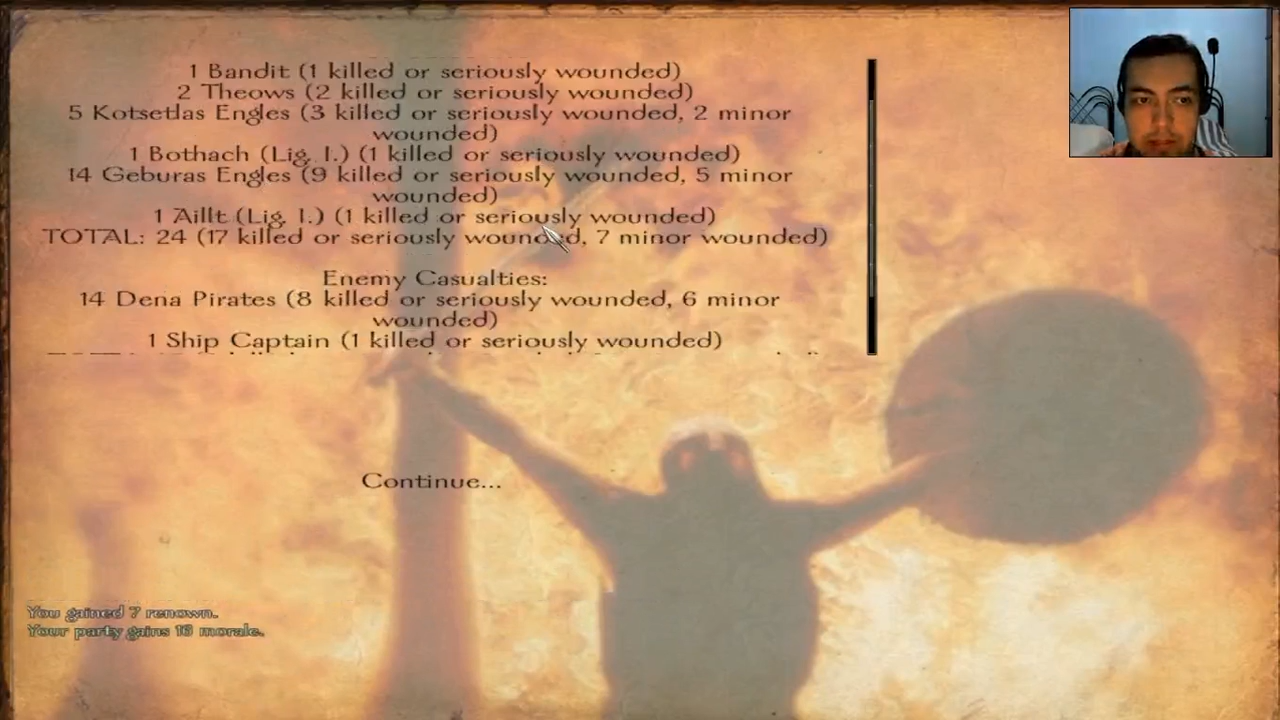 1 Bandit (1 killed or seriously wounded)
2 Theows (2 killed or seriously wounded)
5 Kotsetlas Engles (3 killed or seriously wounded, 2 minor
wounded)
1 Bothach (Lig. I.) (1 killed or seriously wounded)
14 Geburas Engles (9 killed or seriously wounded, 5 minor
wounded)
1 Aillt (Lig. I.) (1 killed or seriously wounded)
TOTAL: 24 (17 killed or seriously wounded, 7 minor wounded)
Enemy Casualties:
14 Dena Pirates (8 killed or seriously wounded, 6 minor
wounded)
1 Ship Captain (1 killed or seriously wounded)
Continue...
You gained 7 renown.
Your party gains 16 morale.